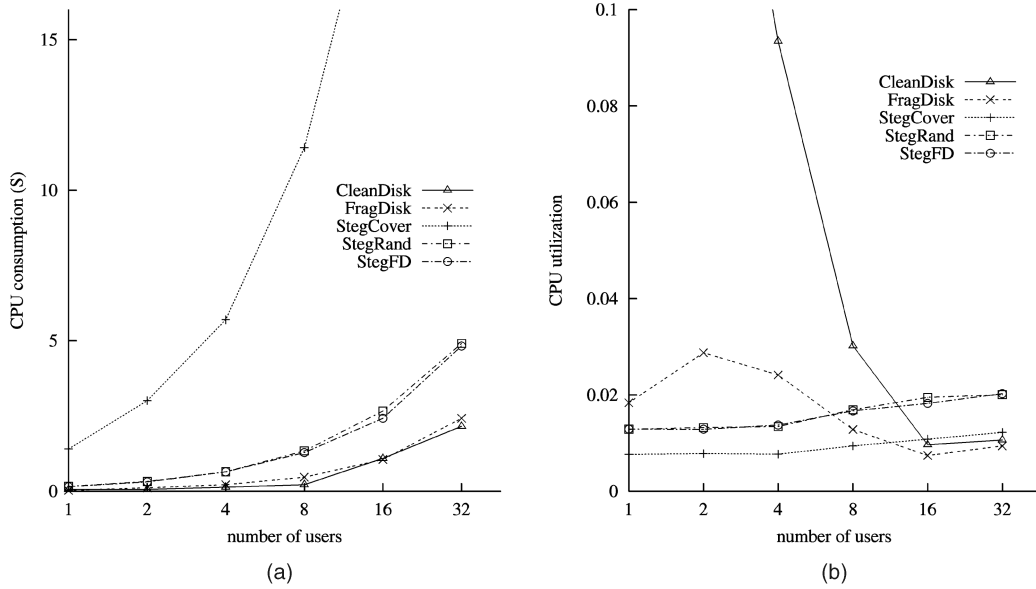 15
10
5
0
CPU consumption (S)
CleanDisk
FragDisk
StegCover
StegRand
StegFD
1 2 4 8 16 32
number of users
(a)
0.1
0.08
0.06
0.04
0.02
0
CPU utilization
CleanDisk
FragDisk
StegCover
StegRand
StegFD
1 2 4 8 16 32
number of users
(b)